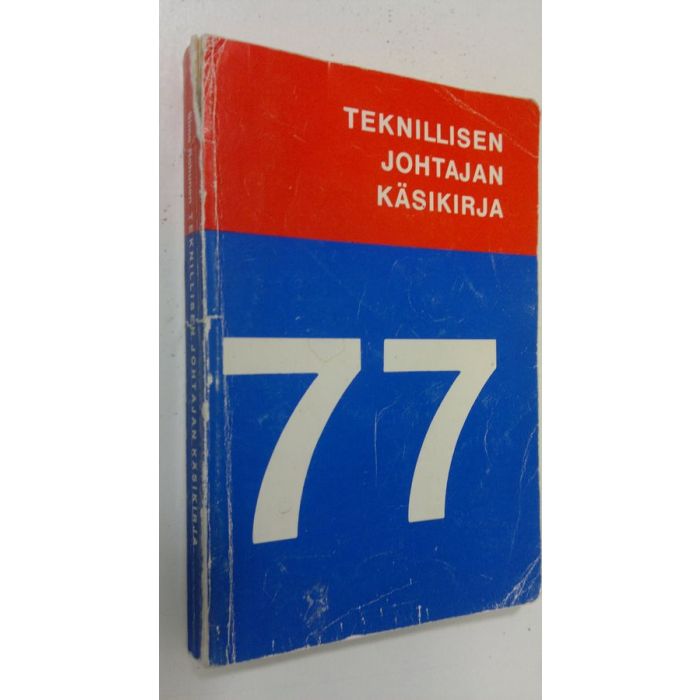 TEKNILLISEN
JOHTAJAN
KÄSIKIRJA
77
TEKNILLISEN JOHTAJAN KÄSIKIRJA